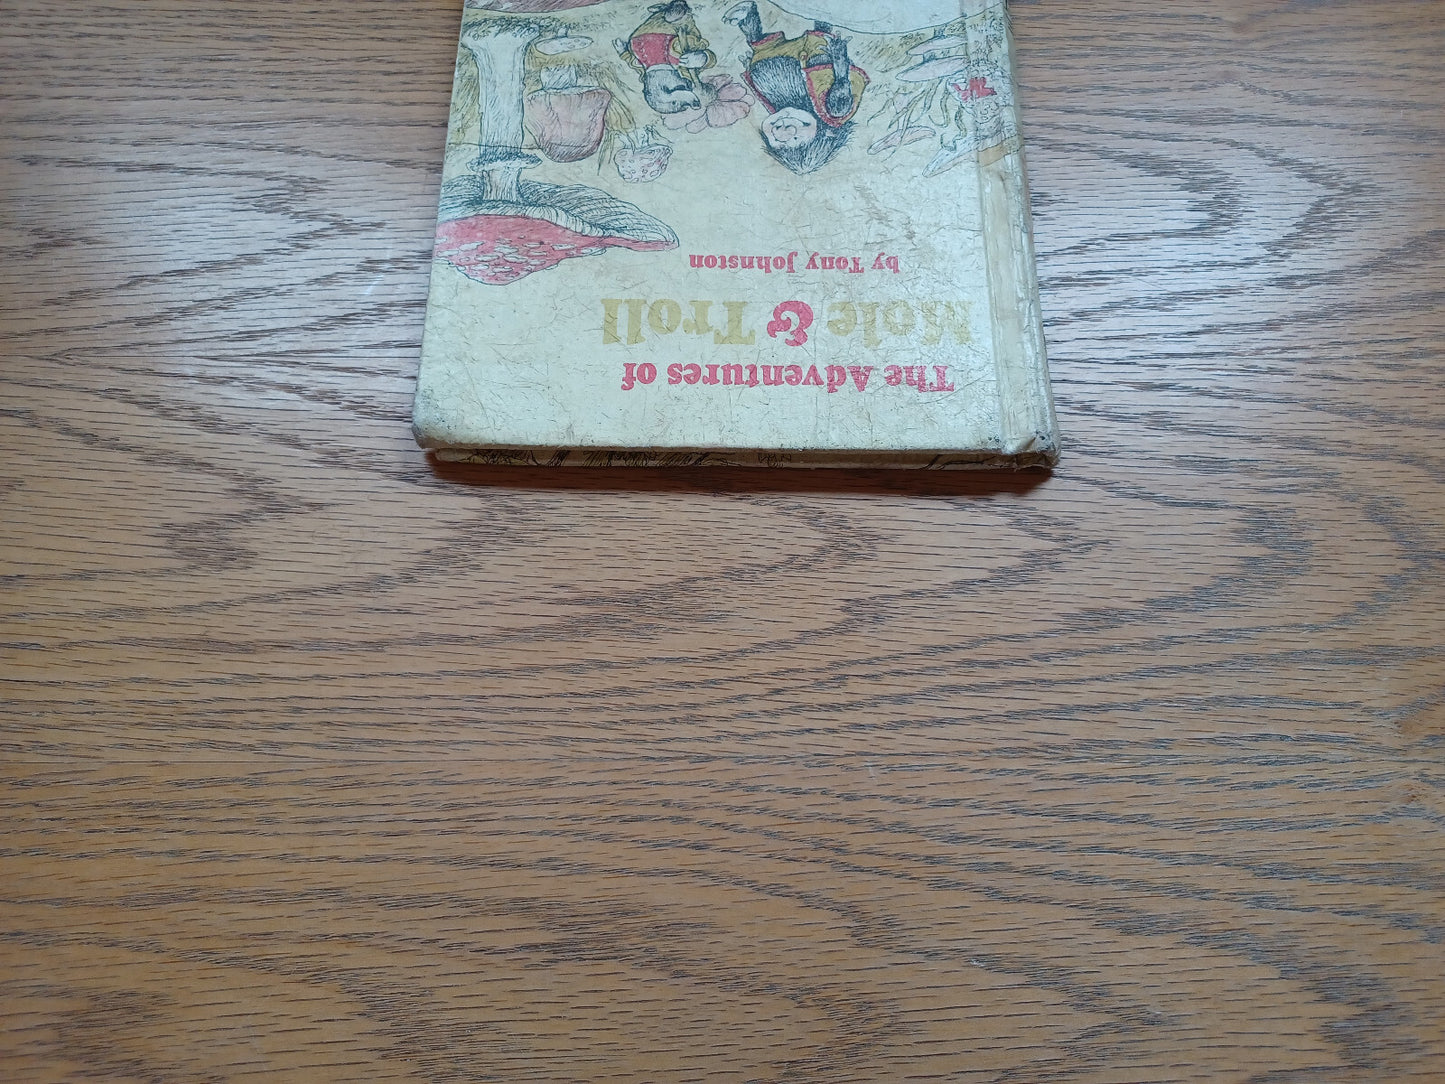 The Adventures of
Mole & Troll
by Tony Johnston